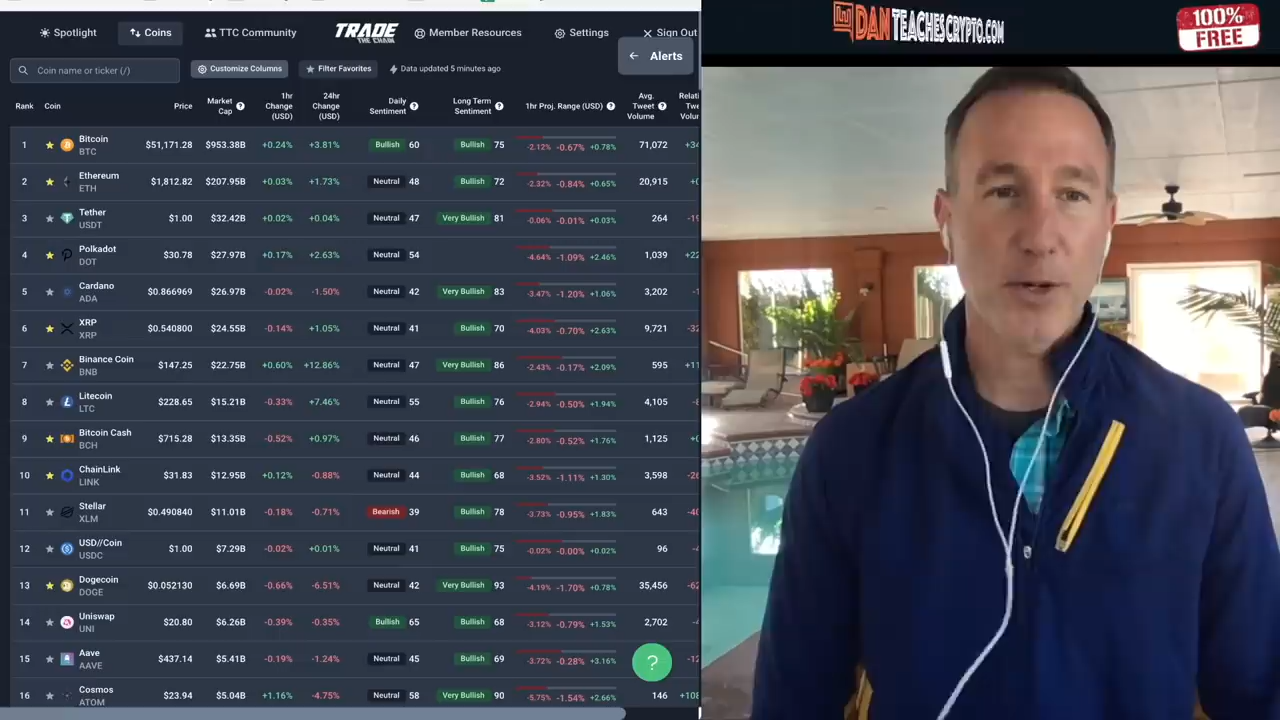 Spotlight Coins TTC Community TRADE THE CHAIN Member Resources Settings Sign Out
Alerts
Coin name or ticker (/) Customize Columns Filter Favorites Data updated 5 minutes ago
Rank Coin Price Market Cap 1hr Change (USD) 24hr Change (USD) Daily Sentiment Long Term Sentiment 1hr Proj. Range (USD) Avg. Tweet Volume
1 Bitcoin BTC $51,171.28 $953.38B +0.24% +3.81% Bullish 60 Bullish 75 -2.12% -0.67% +0.78% 71,072
2 Ethereum ETH $1,812.82 $207.95B +0.03% +1.73% Neutral 48 Bullish 72 -2.32% -0.84% +0.65% 20,915
3 Tether USDT $1.00 $32.42B +0.02% +0.04% Neutral 47 Very Bullish 81 -0.06% -0.01% +0.03% 264
4 Polkadot DOT $30.78 $27.97B +0.17% +2.63% Neutral 54 -4.64% -1.09% +2.46% 1,039
5 Cardano ADA $0.866969 $26.97B -0.02% -1.50% Neutral 42 Very Bullish 83 -3.47% -1.20% +1.06% 3,202
6 XRP XRP $0.540800 $24.55B -0.14% +1.05% Neutral 41 Bullish 70 -4.03% -0.70% +2.63% 9,721
7 Binance Coin BNB $147.25 $22.75B +0.60% +12.86% Neutral 47 Very Bullish 86 -2.43% -0.17% +2.09% 595
8 Litecoin LTC $228.65 $15.21B -0.33% +7.46% Neutral 55 Bullish 76 -2.94% -0.50% +1.94% 4,105
9 Bitcoin Cash BCH $715.28 $13.35B -0.52% +0.97% Neutral 46 Bullish 77 -2.80% -0.52% +1.76% 1,125
10 ChainLink LINK $31.83 $12.95B +0.12% -0.88% Neutral 44 Bullish 68 -3.52% -1.11% +1.30% 3,598
11 Stellar XLM $0.490840 $11.01B -0.18% -0.71% Bearish 39 Bullish 78 -3.73% -0.95% +1.83% 643
12 USD//Coin USDC $1.00 $7.29B -0.02% +0.01% Neutral 41 Bullish 75 -0.02% -0.00% +0.02% 96
13 Dogecoin DOGE $0.052130 $6.69B -0.66% -6.51% Neutral 42 Very Bullish 93 -4.19% -1.70% +0.78% 35,456
14 Uniswap UNI $20.80 $6.26B -0.39% -0.35% Bullish 65 Bullish 68 -3.12% -0.79% +1.53% 2,702
15 Aave AAVE $437.14 $5.41B -0.19% -1.24% Neutral 45 Bullish 69 -3.72% -0.28% +3.16% 1,
16 Cosmos ATOM $23.94 $5.04B +1.16% -4.75% Neutral 58 Very Bullish 90 -5.75% -1.54% +2.66% 146
DANTEACHESCRYPTO.COM
100%
FREE